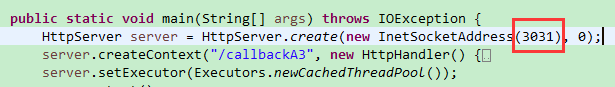 public static void main(String[] args) throws IOException {
HttpServer server = HttpServer.create(new InetSocketAddress(3031), 0);
server.createContext("/callbackA3", new HttpHandler() {
server.setExecutor(Executors.newCachedThreadPool());